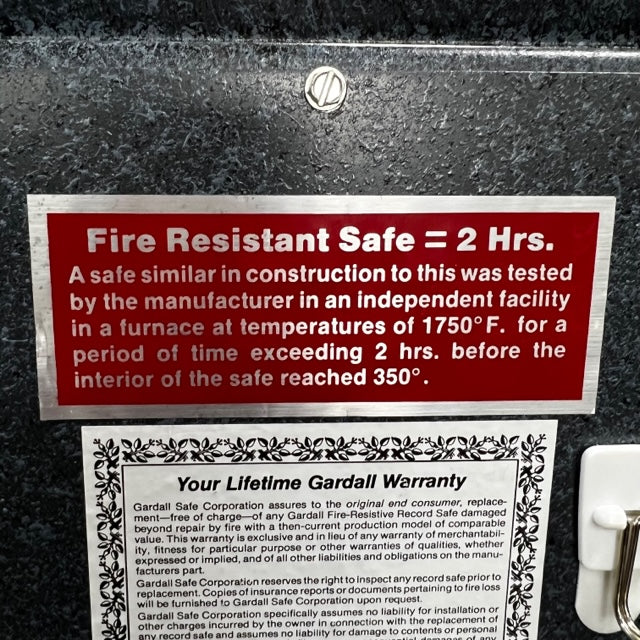 Fire Resistant Safe = 2 Hrs.
A safe similar in construction to this was tested
by the manufacturer in an independent facility
in a furnace at temperatures of 1750°F. for a
period of time exceeding 2 hrs. before the
interior of the safe reached 350°.
Your Lifetime Gardall Warranty
Gardall Safe Corporation assures to the original end consumer, replace-
ment—free of charge—of any Gardall Fire-Resistive Record Safe damaged
beyond repair by fire with a then-current production model of comparable
value. This warranty is exclusive and in lieu of any warranty of merchantabil-
ity, fitness for particular purpose or other warranties of qualities, whether
expressed or implied, and of all other liabilities and obligations on the manu-
facturers part.
Gardall Safe Corporation reserves the right to inspect any record safe prior to
replacement. Copies of insurance reports or documents pertaining to fire loss
will be furnished to Gardall Safe Corporation upon request.
Gardall Safe Corporation specifically assumes no liability for installation or
other charges incurred by the owner in connection with the replacement of
any record safe and assumes no liability for damage to contents or personal